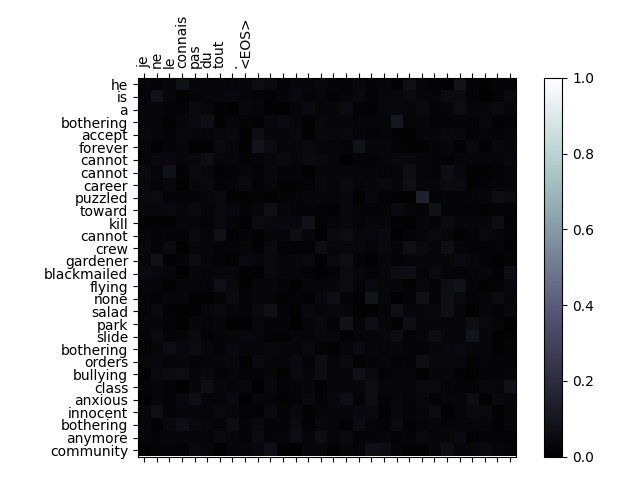 je
ne
le
connais
pas
du
tout
.
<EOS>
he
is
a
bothering
accept
forever
cannot
cannot
career
puzzled
toward
kill
cannot
crew
gardener
blackmailed
flying
none
salad
park
slide
bothering
orders
bullying
class
anxious
innocent
bothering
anymore
community
1.0
0.8
0.6
0.4
0.2
0.0